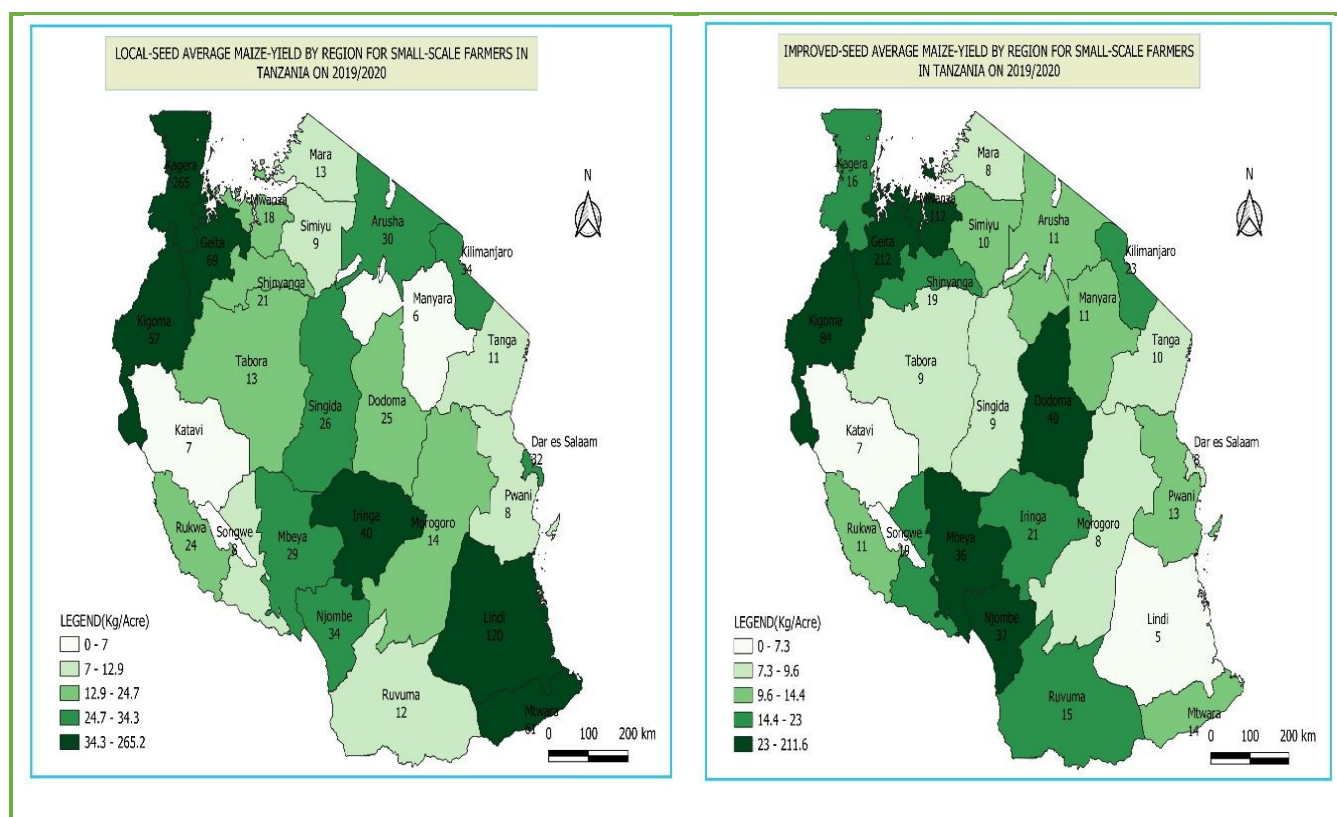 LOCAL-SEED AVERAGE MAIZE-YIELD BY REGION FOR SMALL-SCALE FARMERS IN
TANZANIA ON 2019/2020
N
Kagera
265
Mara
13
Mwanza
18
Simiyu
9
Arusha
30
Kilimanjaro
34
Geita
69
Shinyanga
21
Kigoma
57
Manyara
6
Tanga
11
Tabora
13
Singida
26
Dodoma
25
Katavi
7
Dar es Salaam
32
Pwani
8
Rukwa
24
Songwe
8
Mbeya
29
Iringa
40
Morogoro
14
Njombe
34
Lindi
120
Ruvuma
12
Mtwara
61
LEGEND(Kg/Acre)
0 - 7
7 - 12.9
12.9 - 24.7
24.7 - 34.3
34.3 - 265.2
0 100 200 km
IMPROVED-SEED AVERAGE MAIZE-YIELD BY REGION FOR SMALL-SCALE FARMERS
IN TANZANIA ON 2019/2020
N
Kagera
16
Mara
8
Mwanza
112
Simiyu
10
Arusha
11
Kilimanjaro
23
Geita
212
Shinyanga
19
Kigoma
84
Manyara
11
Tanga
10
Tabora
9
Singida
9
Dodoma
40
Katavi
7
Dar es Salaam
8
Pwani
13
Rukwa
11
Songwe
19
Mbeya
36
Iringa
21
Morogoro
8
Njombe
37
Lindi
5
Ruvuma
15
Mtwara
14
LEGEND(Kg/Acre)
0 - 7.3
7.3 - 9.6
9.6 - 14.4
14.4 - 23
23 - 211.6
0 100 200 km